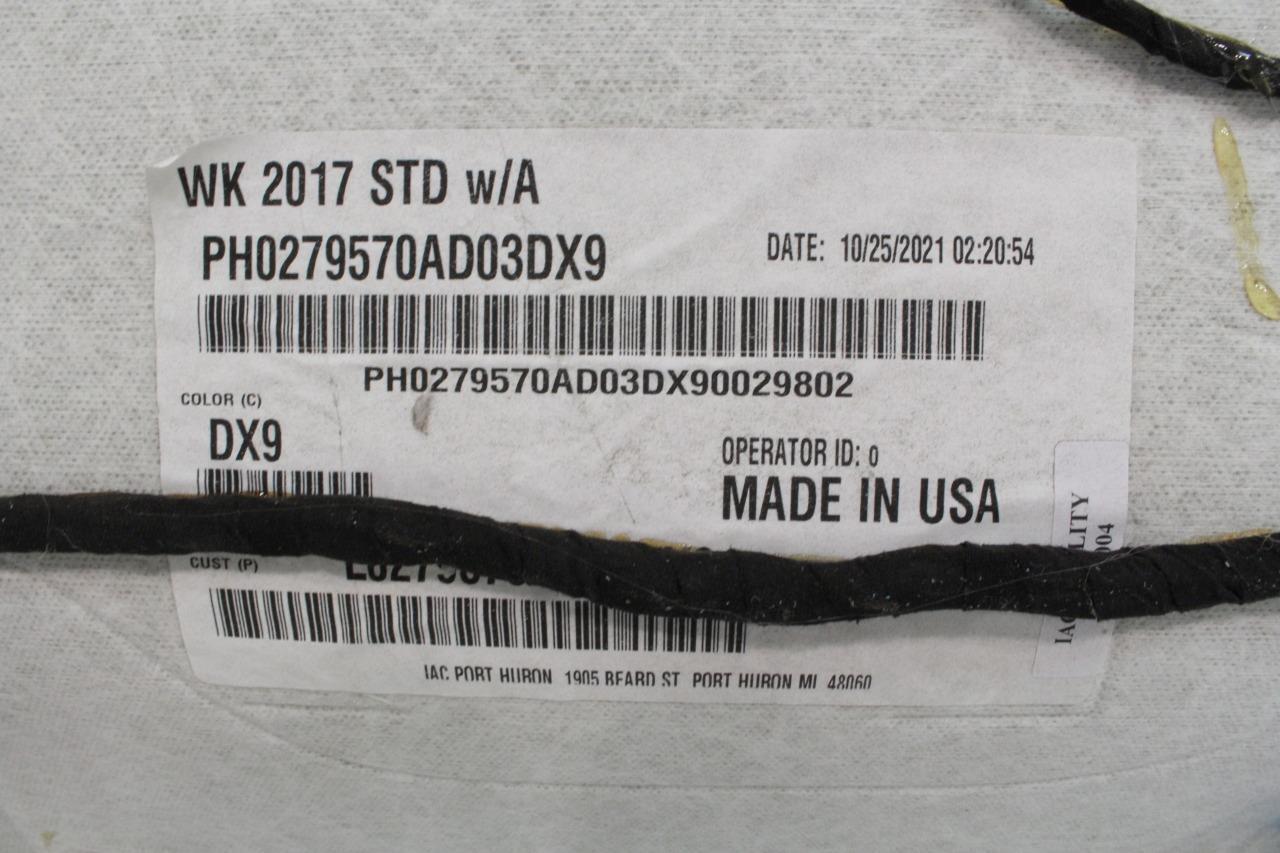 WK 2017 STD w/A
PH0279570AD03DX9
DATE: 10/25/2021 02:20:54
PH0279570AD03DX90029802
COLOR (C)
DX9
OPERATOR ID: 0
MADE IN USA
CUST (P)
IAC PORT HURON 1905 BEARD ST PORT HURON MI 48060